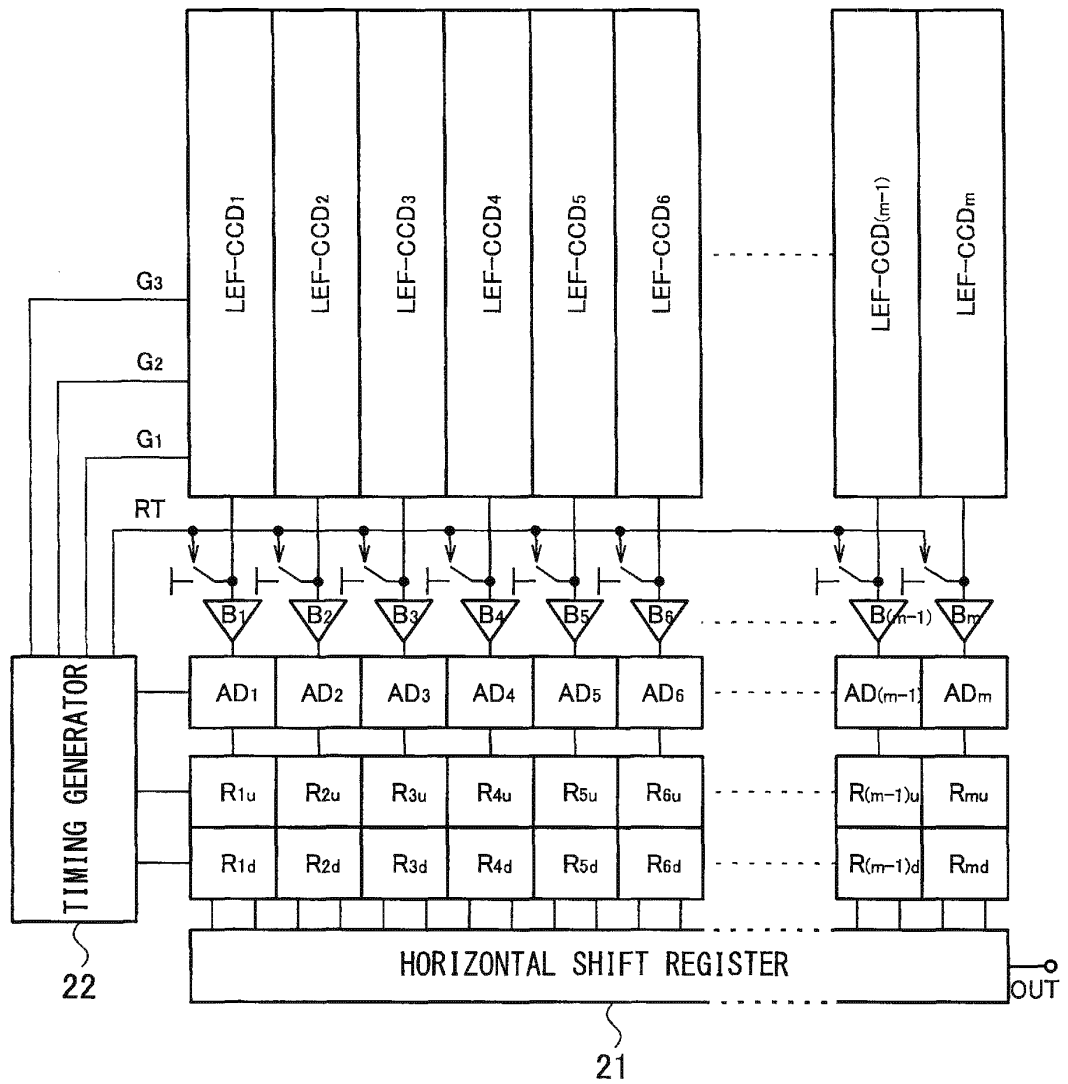 LEF-CCD1
LEF-CCD2
LEF-CCD3
LEF-CCD4
LEF-CCD5
LEF-CCD6
LEF-CCD(m-1)
LEF-CCDm
G3
G2
G1
RT
B1 B2 B3 B4 B5 B6 B(m-1) Bm
AD1 AD2 AD3 AD4 AD5 AD6 AD(m-1) ADm
TIMING GENERATOR
R1u R2u R3u R4u R5u R6u R(m-1)u Rmu
R1d R2d R3d R4d R5d R6d R(m-1)d Rmd
HORIZONTAL SHIFT REGISTER
22
OUT
21